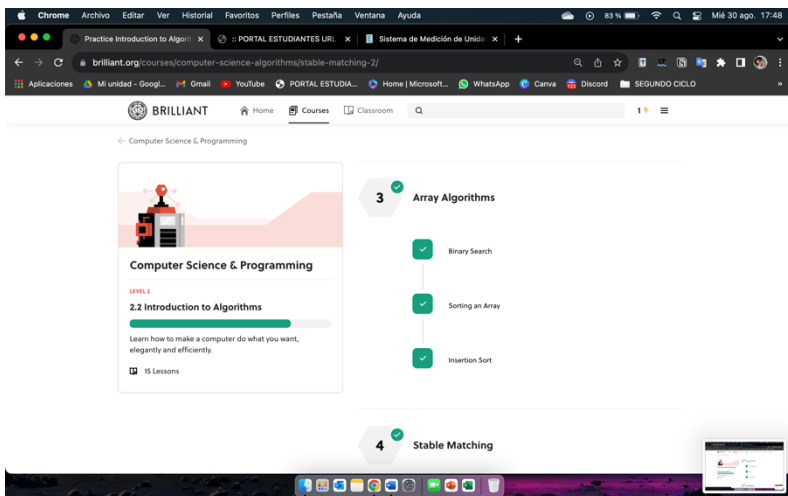 Chrome Archivo Editar Ver Historial Favoritos Perfiles Pestaña Ventana Ayuda 83 % Mié 30 ago. 17:48
Practice Introduction to Algorit :: PORTAL ESTUDIANTES URL Sistema de Medición de Unida
brilliant.org/courses/computer-science-algorithms/stable-matching-2/
Aplicaciones Mi unidad - Googl... Gmail YouTube PORTAL ESTUDIA... Home | Microsoft... WhatsApp Canva Discord SEGUNDO CICLO »
BRILLIANT Home Courses Classroom 1
← Computer Science & Programming
3 Array Algorithms
Binary Search
Computer Science & Programming
LEVEL 2
2.2 Introduction to Algorithms
Sorting an Array
Learn how to make a computer do what you want,
elegantly and efficiently.
15 Lessons
Insertion Sort
4 Stable Matching